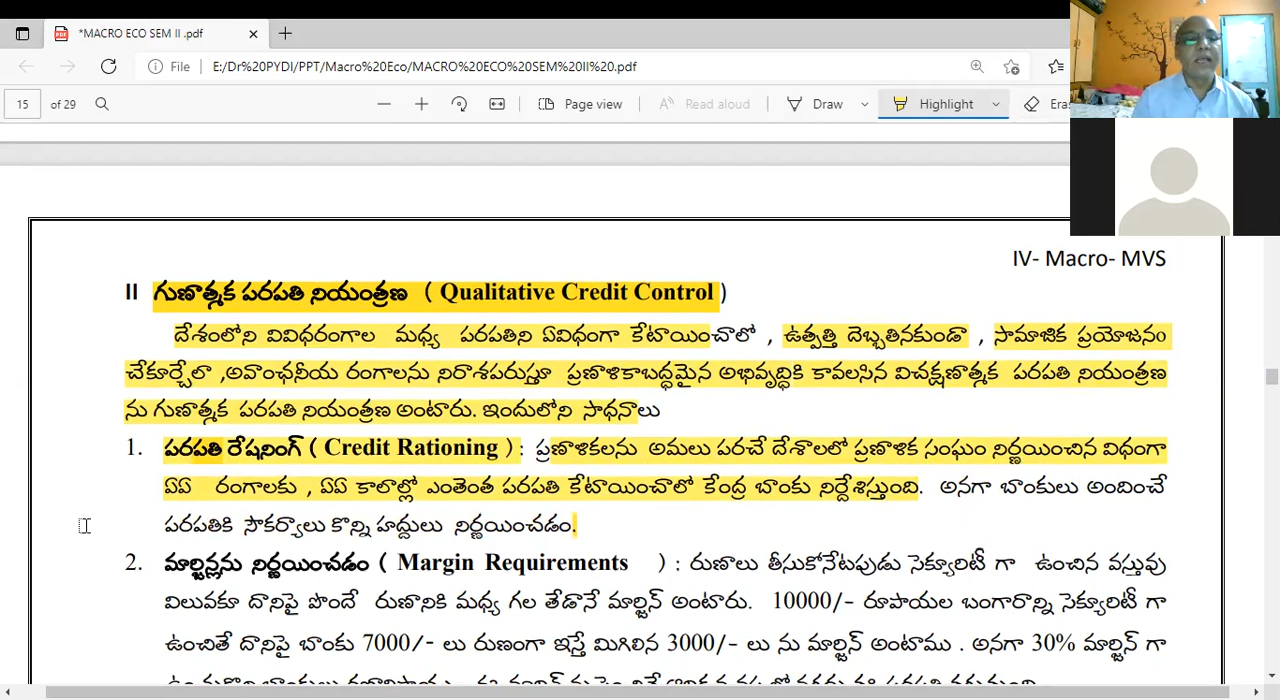 *MACRO ECO SEM II .pdf
File E:/Dr%20PYDI/PPT/Macro%20Eco/MACRO%20ECO%20SEM%20II%20.pdf
15 of 29 Page view Read aloud Draw Highlight Era
IV- Macro- MVS
II గుణాత్మక పరపతి నియంత్రణ ( Qualitative Credit Control )
దేశంలోని వివిధరంగాల మధ్య పరపతిని ఏవిధంగా కేటాయించాలో , ఉత్పత్తి దెబ్బతినకుండా , సామాజిక ప్రయోజనం
చేకూర్చేలా ,అవాంఛనీయ రంగాలను నిరాశపరుస్తూ ప్రణాళికాబద్ధమైన అభివృద్ధికి కావలసిన విచక్షణాత్మక పరపతి నియంత్రణ
ను గుణాత్మక పరపతి నియంత్రణ అంటారు. ఇందులోని సాధనాలు
1. పరపతి రేషనింగ్ ( Credit Rationing ) : ప్రణాళికలను అమలు పరచే దేశాలలో ప్రణాళిక సంఘం నిర్ణయించిన విధంగా
ఏఏ రంగాలకు , ఏఏ కాలాల్లో ఎంతెంత పరపతి కేటాయించాలో కేంద్ర బాంకు నిర్దేశిస్తుంది. అనగా బాంకులు అందించే
పరపతికి సౌకర్యాలు కొన్ని హద్దులు నిర్ణయించడం.
2. మార్జిన్లను నిర్ణయించడం ( Margin Requirements ) : రుణాలు తీసుకోనేటపుడు సెక్యూరిటీ గా ఉంచిన వస్తువు
విలువకూ దానిపై పొందే రుణానికి మధ్య గల తేడానే మార్జిన్ అంటారు. 10000/- రూపాయల బంగారాన్ని సెక్యూరిటీ గా
ఉంచితే దానిపై బాంకు 7000/- లు రుణంగా ఇస్తే మిగిలిన 3000/- లు ను మార్జిన్ అంటాము . అనగా 30% మార్జిన్ గా